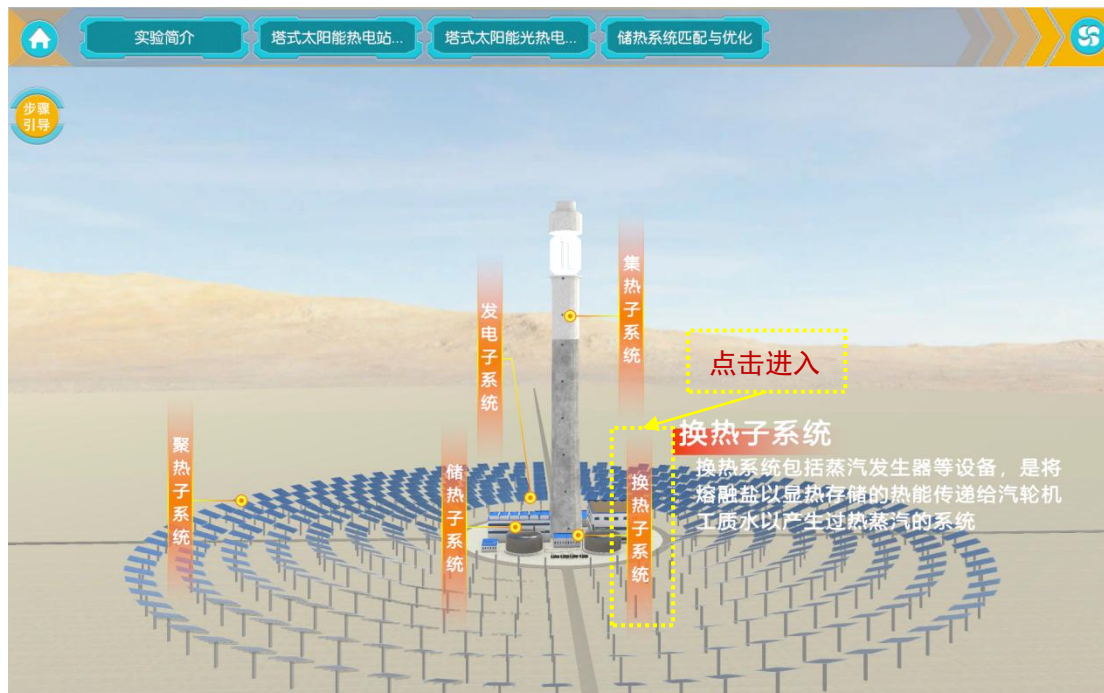 实验简介
塔式太阳能热电站...
塔式太阳能光热电...
储热系统匹配与优化
步骤
引导
集热子系统
发电子系统
点击进入
聚热子系统
储热子系统
换热子系统
换热子系统
换热系统包括蒸汽发生器等设备，是将
熔融盐以显热存储的热能传递给汽轮机
工质水以产生过热蒸汽的系统